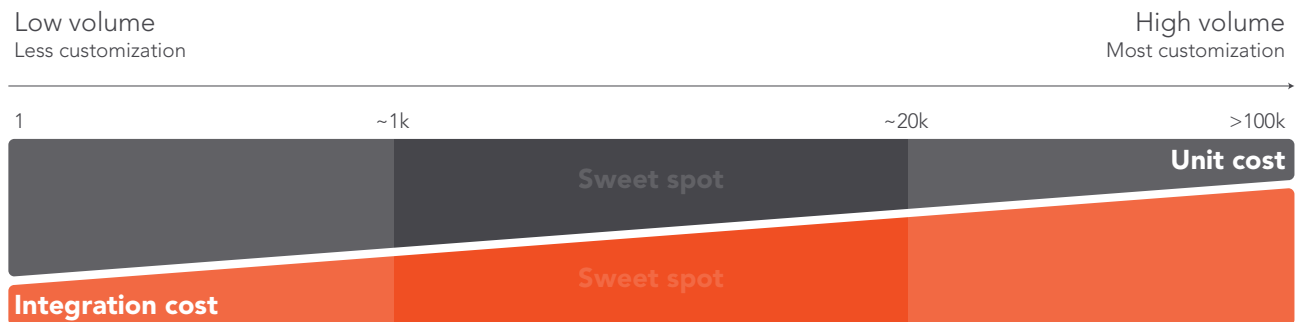 Low volume
Less customization
High volume
Most customization
1
~1k
~20k
>100k
Unit cost
Sweet spot
Sweet spot
Integration cost